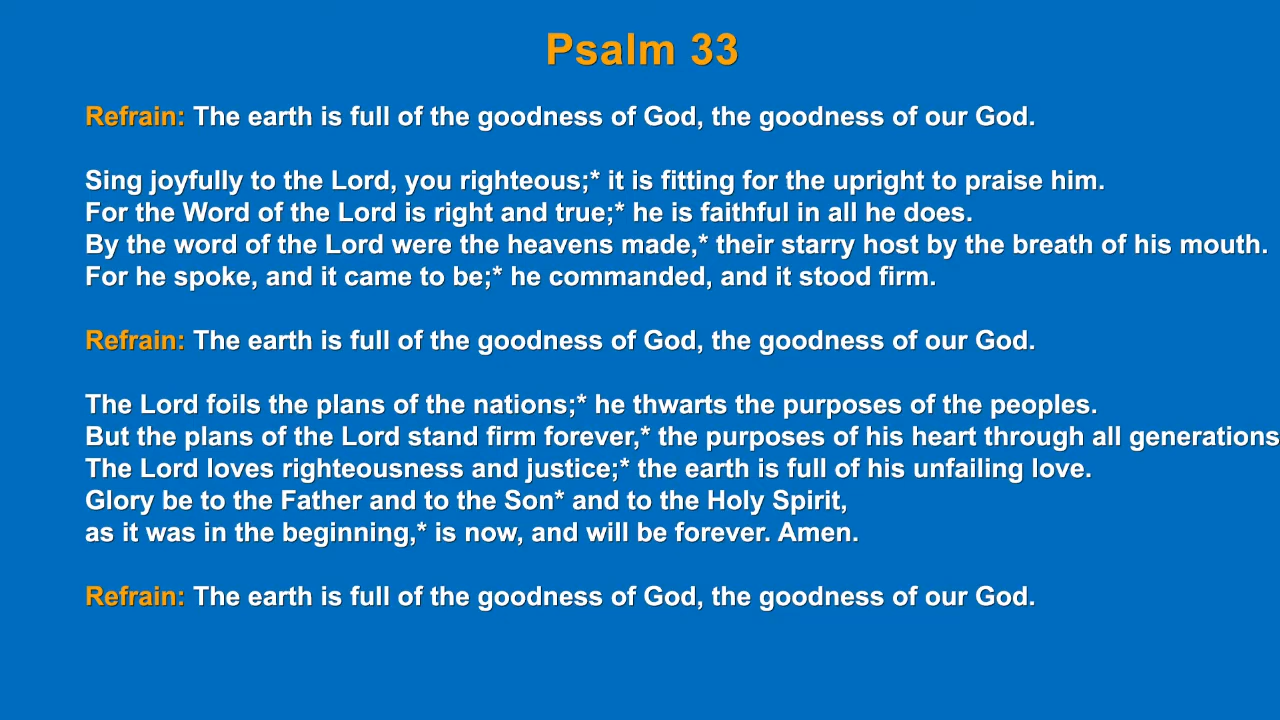 Psalm 33
Refrain: The earth is full of the goodness of God, the goodness of our God.
Sing joyfully to the Lord, you righteous;* it is fitting for the upright to praise him.
For the Word of the Lord is right and true;* he is faithful in all he does.
By the word of the Lord were the heavens made,* their starry host by the breath of his mouth.
For he spoke, and it came to be;* he commanded, and it stood firm.
Refrain: The earth is full of the goodness of God, the goodness of our God.
The Lord foils the plans of the nations;* he thwarts the purposes of the peoples.
But the plans of the Lord stand firm forever,* the purposes of his heart through all generations
The Lord loves righteousness and justice;* the earth is full of his unfailing love.
Glory be to the Father and to the Son* and to the Holy Spirit,
as it was in the beginning,* is now, and will be forever. Amen.
Refrain: The earth is full of the goodness of God, the goodness of our God.